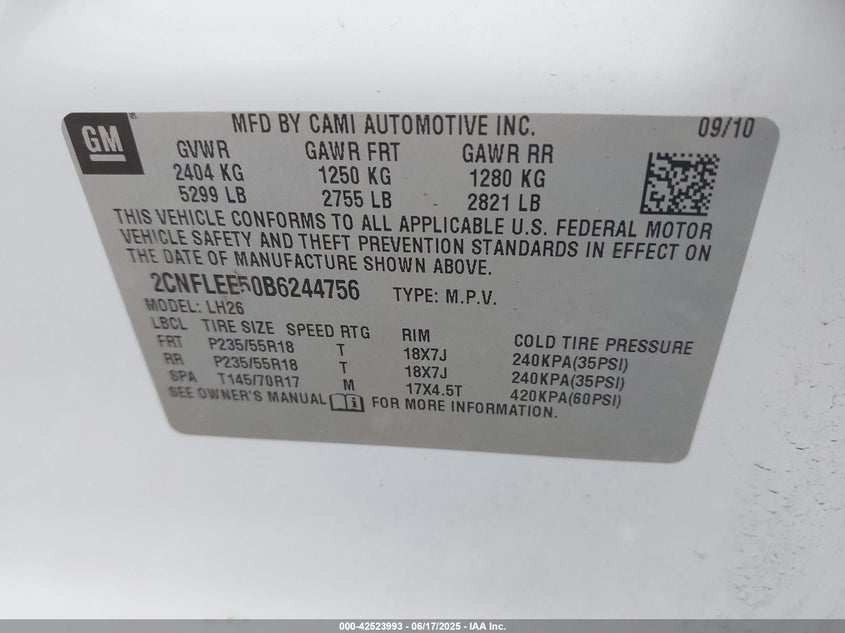 GM
MFD BY CAMI AUTOMOTIVE INC. 09/10
GVWR GAWR FRT GAWR RR
2404 KG 1250 KG 1280 KG
5299 LB 2755 LB 2821 LB
THIS VEHICLE CONFORMS TO ALL APPLICABLE U.S. FEDERAL MOTOR
VEHICLE SAFETY AND THEFT PREVENTION STANDARDS IN EFFECT ON
THE DATE OF MANUFACTURE SHOWN ABOVE.
2CNFLEE50B6244756 TYPE: M.P.V.
MODEL: LH26
LBCL TIRE SIZE SPEED RTG RIM COLD TIRE PRESSURE
FRT P235/55R18 T 18X7J 240KPA(35PSI)
RR P235/55R18 T 18X7J 240KPA(35PSI)
SPA T145/70R17 M 17X4.5T 420KPA(60PSI)
SEE OWNER'S MANUAL FOR MORE INFORMATION.
000-42523993 - 06/17/2025 - IAA Inc.